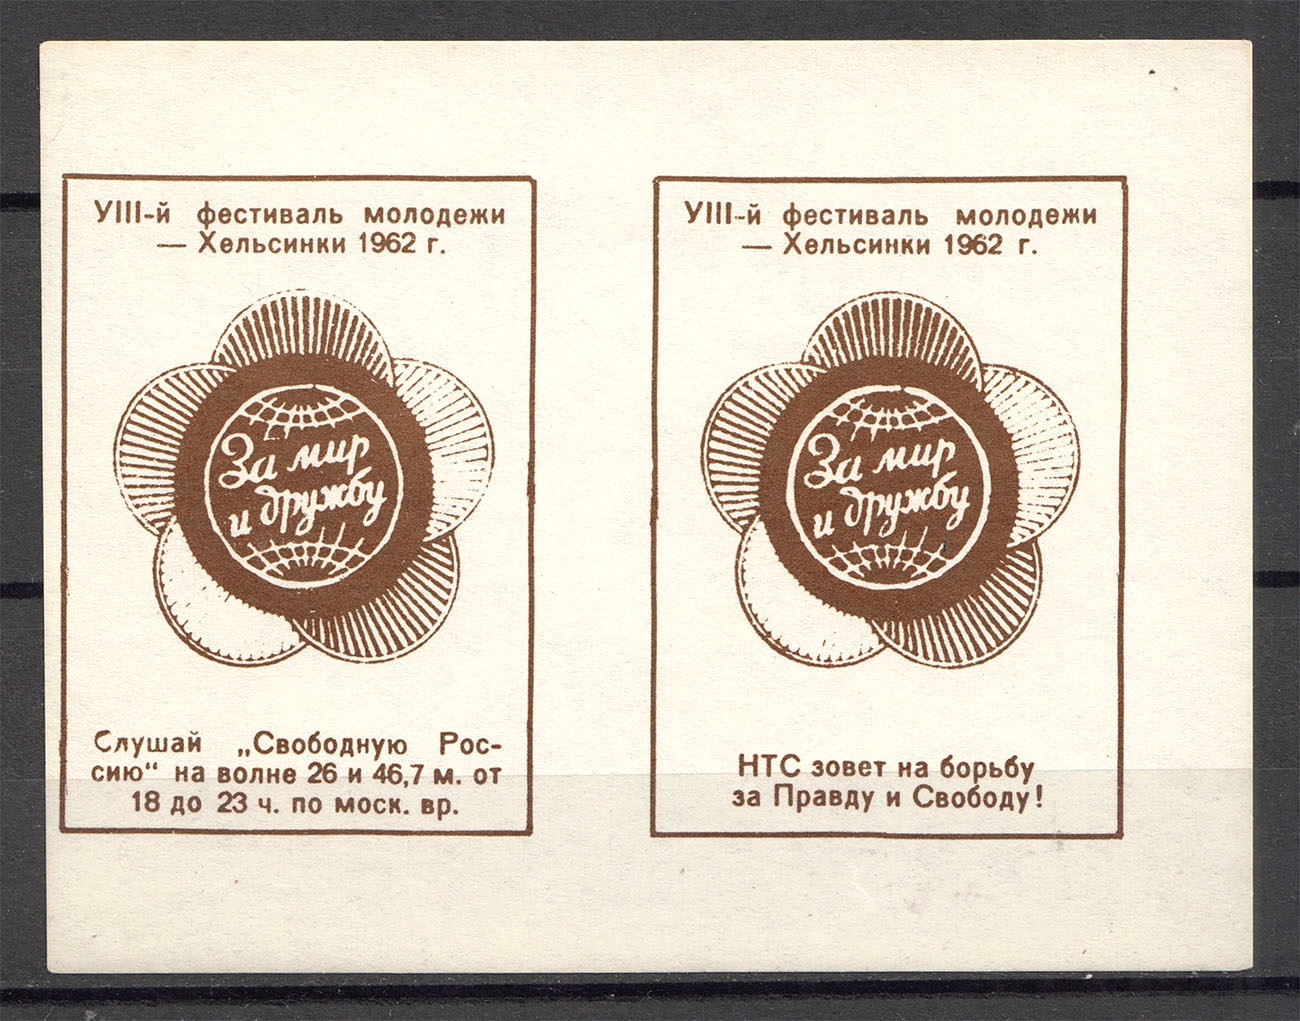 УIII-й фестиваль молодежи
— Хельсинки 1962 г.
За мир
и дружбу
Слушай „Свободную Рос-
сию“ на волне 26 и 46,7 м. от
18 до 23 ч. по моск. вр.
УIII-й фестиваль молодежи
— Хельсинки 1962 г.
За мир
и дружбу
НТС зовет на борьбу
за Правду и Свободу!